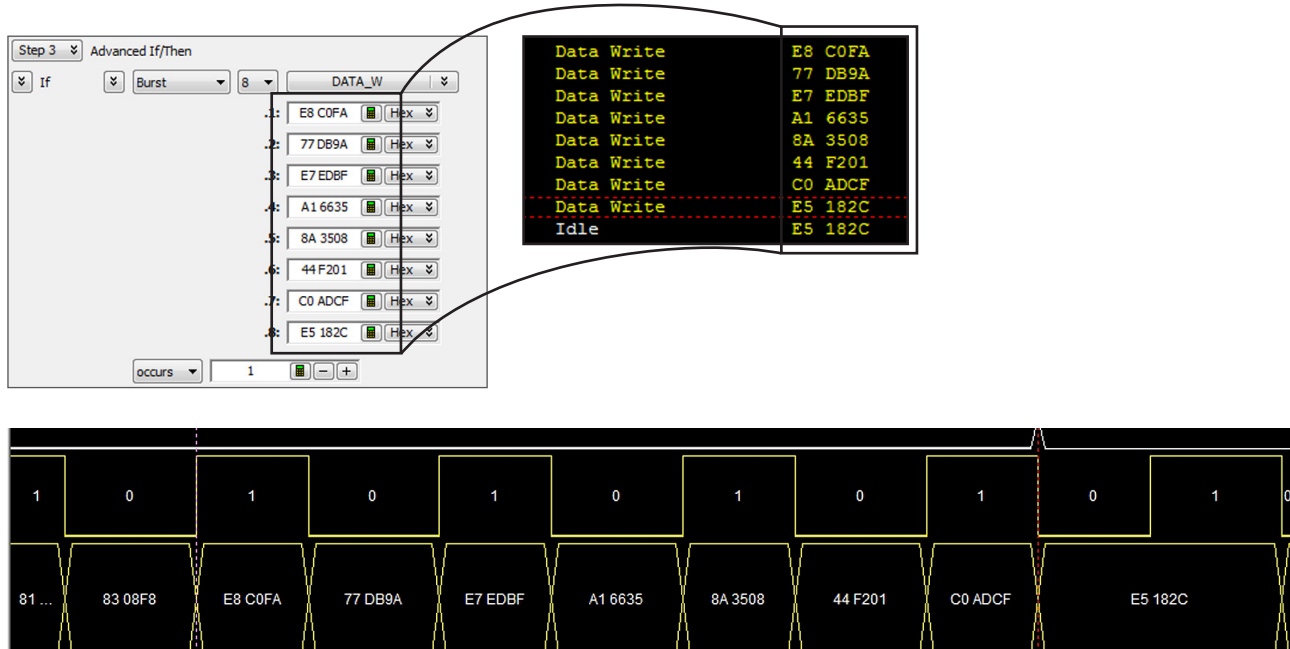 Step 3 Advanced If/Then
If Burst 8 DATA_W
.1: E8 C0FA Hex
.2: 77 DB9A Hex
.3: E7 EDBF Hex
.4: A1 6635 Hex
.5: 8A 3508 Hex
.6: 44 F201 Hex
.7: C0 ADCF Hex
.8: E5 182C Hex
occurs 1
Data Write E8 C0FA
Data Write 77 DB9A
Data Write E7 EDBF
Data Write A1 6635
Data Write 8A 3508
Data Write 44 F201
Data Write C0 ADCF
Data Write E5 182C
Idle E5 182C
1 0 1 0 1 0 1 0 1 0 1 0
81 ... 83 08F8 E8 C0FA 77 DB9A E7 EDBF A1 6635 8A 3508 44 F201 C0 ADCF E5 182C